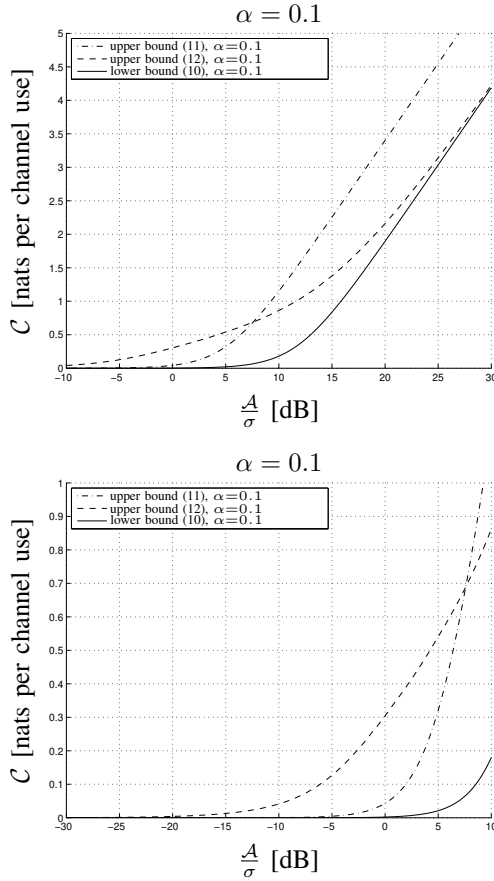 α = 0.1
5
4.5
4
3.5
3
2.5
2
1.5
1
0.5
0
upper bound (11), α=0.1
upper bound (12), α=0.1
lower bound (10), α=0.1
C [nats per channel use]
−10 −5 0 5 10 15 20 25 30
A/σ [dB]
α = 0.1
1
0.9
0.8
0.7
0.6
0.5
0.4
0.3
0.2
0.1
0
upper bound (11), α=0.1
upper bound (12), α=0.1
lower bound (10), α=0.1
C [nats per channel use]
−30 −25 −20 −15 −10 −5 0 5 10
A/σ [dB]